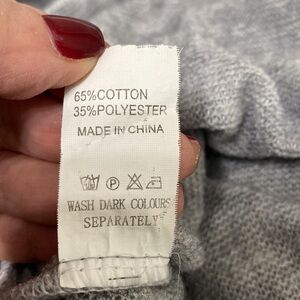 65%COTTON
35%POLYESTER
MADE IN CHINA
P
WASH DARK COLOURS
SEPARATELY